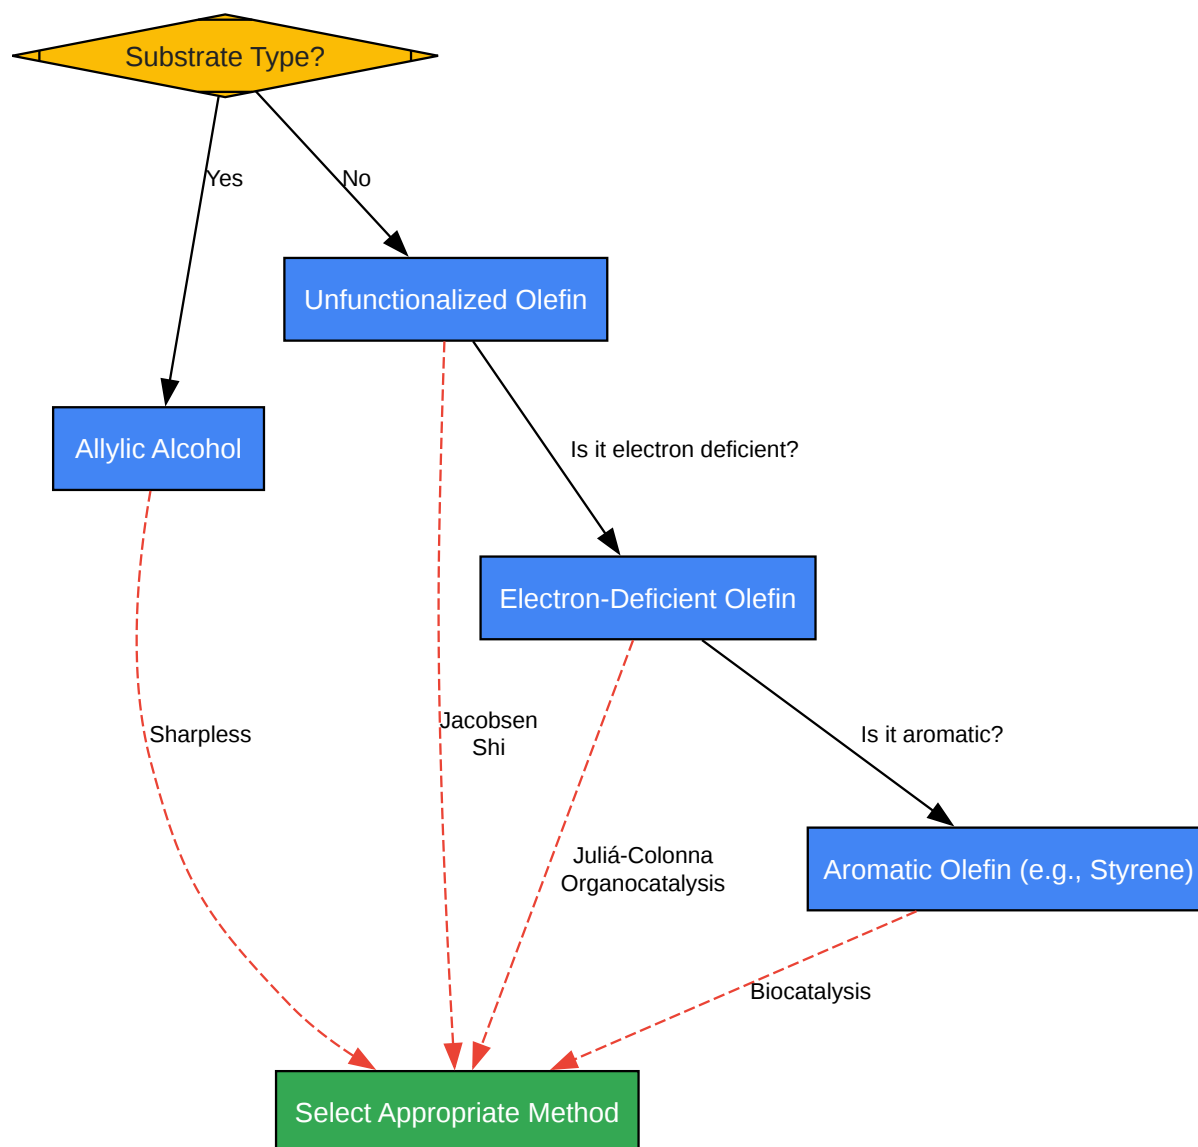 Substrate Type?
Yes
No
Unfunctionalized Olefin
Allylic Alcohol
Is it electron deficient?
Electron-Deficient Olefin
Sharpless
Jacobsen
Shi
Is it aromatic?
Juliá-Colonna
Organocatalysis
Aromatic Olefin (e.g., Styrene)
Biocatalysis
Select Appropriate Method